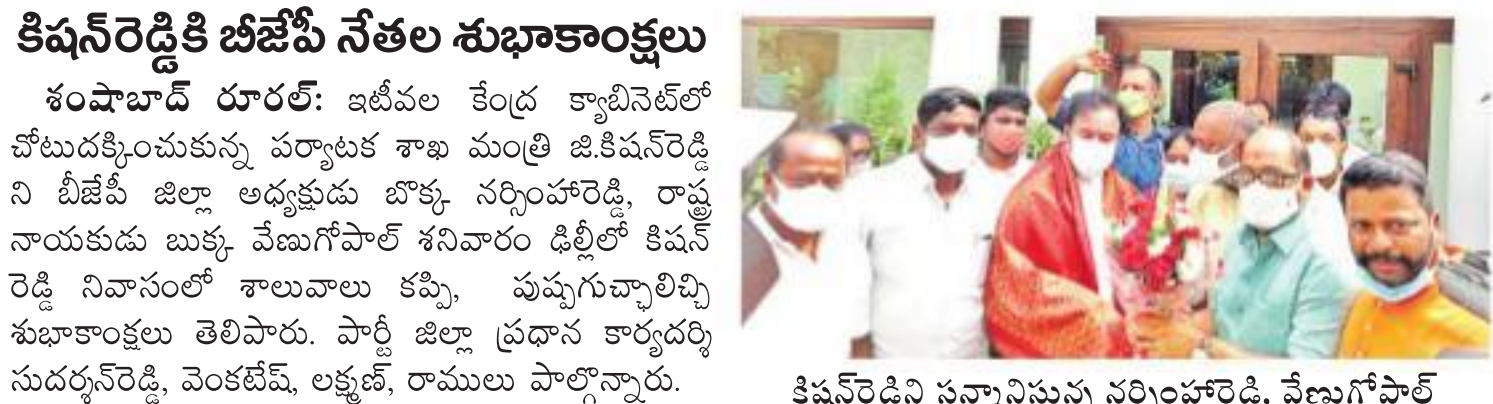 కిషన్‌రెడ్డికి బీజేపీ నేతల శుభాకాంక్షలు
శంషాబాద్ రూరల్: ఇటీవల కేంద్ర క్యాబినెట్‌లో
చోటుదక్కించుకున్న పర్యాటక శాఖ మంత్రి జి.కిషన్‌రెడ్డి
ని బీజేపీ జిల్లా అధ్యక్షుడు బొక్క నర్సింహారెడ్డి, రాష్ట్ర
నాయకుడు బుక్క వేణుగోపాల్ శనివారం ఢిల్లీలో కిషన్
రెడ్డి నివాసంలో శాలువాలు కప్పి, పుష్పగుచ్ఛాలిచ్చి
శుభాకాంక్షలు తెలిపారు. పార్టీ జిల్లా ప్రధాన కార్యదర్శి
సుదర్శన్‌రెడ్డి, వెంకటేష్, లక్ష్మణ్, రాములు పాల్గొన్నారు.
కిషన్‌రెడ్డిని సన్మానిస్తున్న నర్సింహారెడ్డి, వేణుగోపాల్